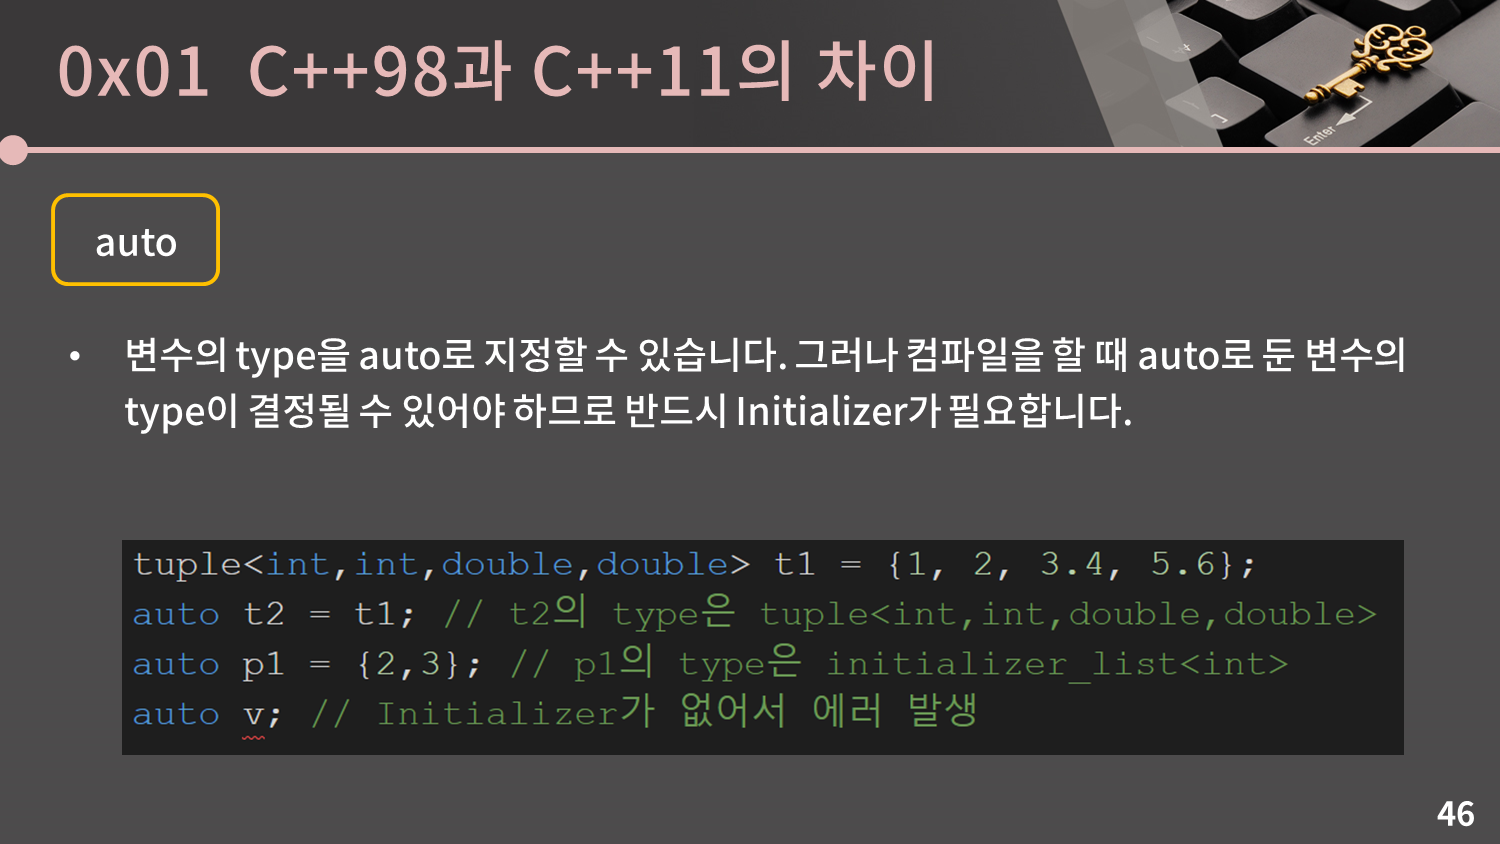 0x01 C++98과 C++11의 차이
Enter
auto
• 변수의 type을 auto로 지정할 수 있습니다. 그러나 컴파일을 할 때 auto로 둔 변수의
type이 결정될 수 있어야 하므로 반드시 Initializer가 필요합니다.
tuple<int,int,double,double> t1 = {1, 2, 3.4, 5.6};
auto t2 = t1; // t2의 type은 tuple<int,int,double,double>
auto p1 = {2,3}; // p1의 type은 initializer_list<int>
auto v; // Initializer가 없어서 에러 발생
46